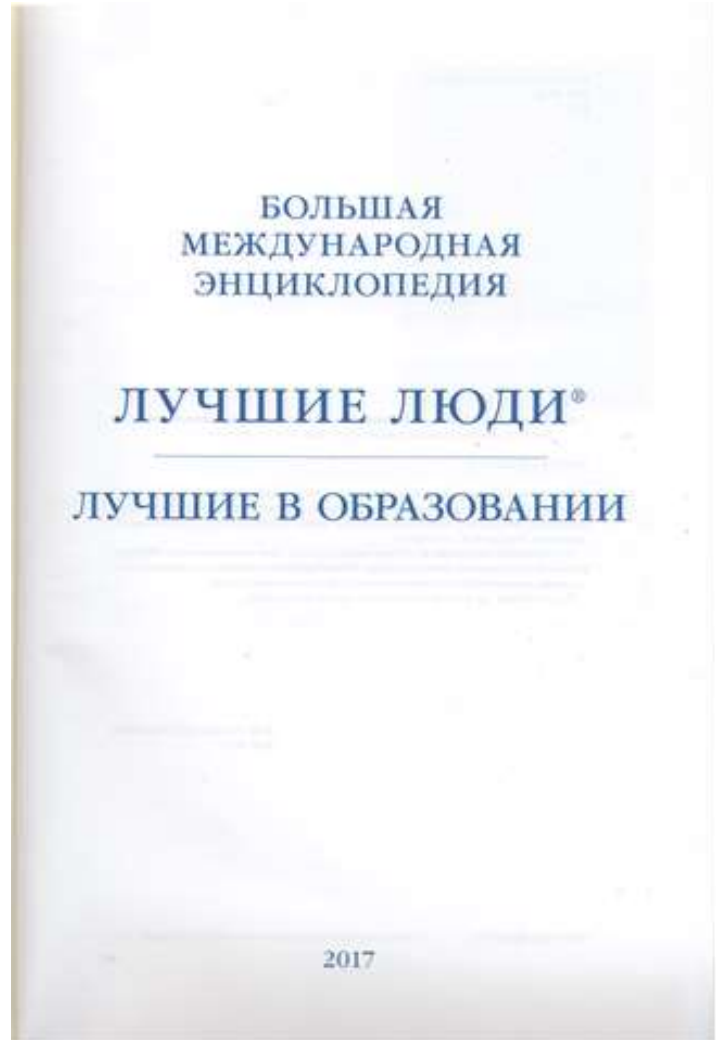 БОЛЬШАЯ
МЕЖДУНАРОДНАЯ
ЭНЦИКЛОПЕДИЯ
ЛУЧШИЕ ЛЮДИ®
ЛУЧШИЕ В ОБРАЗОВАНИИ
2017